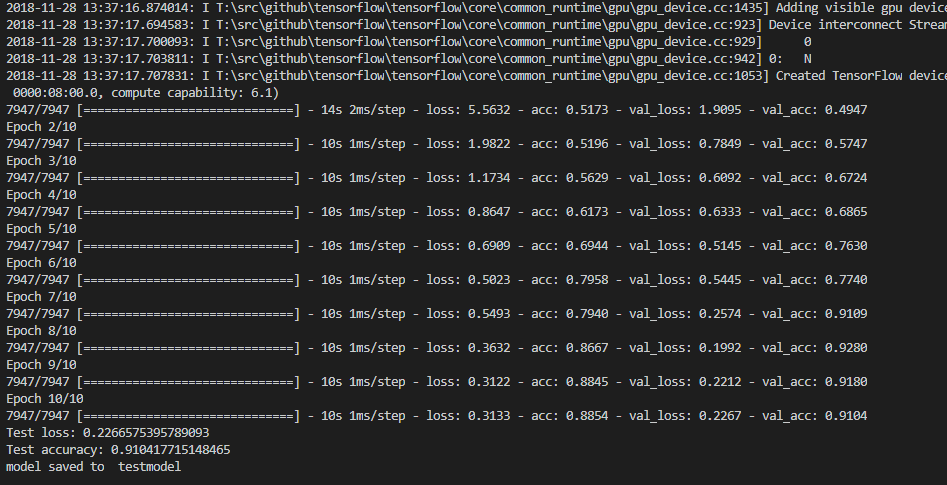 2018-11-28 13:37:16.874014: I T:\src\github\tensorflow\tensorflow\core\common_runtime\gpu\gpu_device.cc:1435] Adding visible gpu device
2018-11-28 13:37:17.694583: I T:\src\github\tensorflow\tensorflow\core\common_runtime\gpu\gpu_device.cc:923] Device interconnect Stream
2018-11-28 13:37:17.700093: I T:\src\github\tensorflow\tensorflow\core\common_runtime\gpu\gpu_device.cc:929]      0
2018-11-28 13:37:17.703811: I T:\src\github\tensorflow\tensorflow\core\common_runtime\gpu\gpu_device.cc:942] 0:   N
2018-11-28 13:37:17.707831: I T:\src\github\tensorflow\tensorflow\core\common_runtime\gpu\gpu_device.cc:1053] Created TensorFlow device
 0000:08:00.0, compute capability: 6.1)
7947/7947 [==============================] - 14s 2ms/step - loss: 5.5632 - acc: 0.5173 - val_loss: 1.9095 - val_acc: 0.4947
Epoch 2/10
7947/7947 [==============================] - 10s 1ms/step - loss: 1.9822 - acc: 0.5196 - val_loss: 0.7849 - val_acc: 0.5747
Epoch 3/10
7947/7947 [==============================] - 10s 1ms/step - loss: 1.1734 - acc: 0.5629 - val_loss: 0.6092 - val_acc: 0.6724
Epoch 4/10
7947/7947 [==============================] - 10s 1ms/step - loss: 0.8647 - acc: 0.6173 - val_loss: 0.6333 - val_acc: 0.6865
Epoch 5/10
7947/7947 [==============================] - 10s 1ms/step - loss: 0.6909 - acc: 0.6944 - val_loss: 0.5145 - val_acc: 0.7630
Epoch 6/10
7947/7947 [==============================] - 10s 1ms/step - loss: 0.5023 - acc: 0.7958 - val_loss: 0.5445 - val_acc: 0.7740
Epoch 7/10
7947/7947 [==============================] - 10s 1ms/step - loss: 0.5493 - acc: 0.7940 - val_loss: 0.2574 - val_acc: 0.9109
Epoch 8/10
7947/7947 [==============================] - 10s 1ms/step - loss: 0.3632 - acc: 0.8667 - val_loss: 0.1992 - val_acc: 0.9280
Epoch 9/10
7947/7947 [==============================] - 10s 1ms/step - loss: 0.3122 - acc: 0.8845 - val_loss: 0.2212 - val_acc: 0.9180
Epoch 10/10
7947/7947 [==============================] - 10s 1ms/step - loss: 0.3133 - acc: 0.8854 - val_loss: 0.2267 - val_acc: 0.9104
Test loss: 0.2266575395789093
Test accuracy: 0.910417715148465
model saved to  testmodel